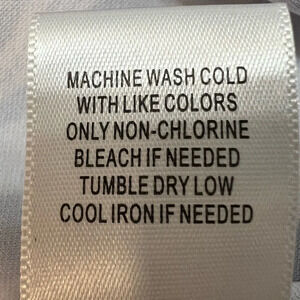 MACHINE WASH COLD
WITH LIKE COLORS
ONLY NON-CHLORINE
BLEACH IF NEEDED
TUMBLE DRY LOW
COOL IRON IF NEEDED